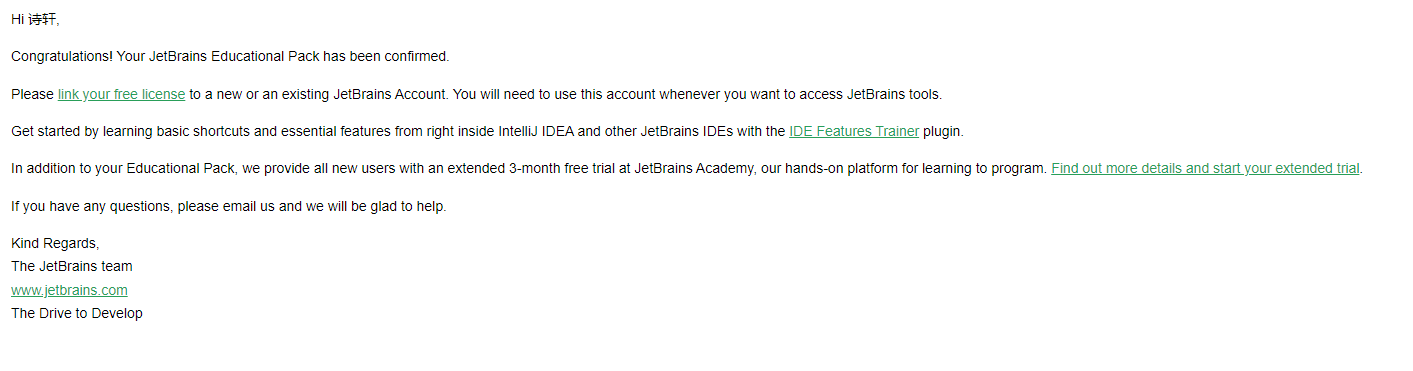 Hi 诗轩,
Congratulations! Your JetBrains Educational Pack has been confirmed.
Please link your free license to a new or an existing JetBrains Account. You will need to use this account whenever you want to access JetBrains tools.
Get started by learning basic shortcuts and essential features from right inside IntelliJ IDEA and other JetBrains IDEs with the IDE Features Trainer plugin.
In addition to your Educational Pack, we provide all new users with an extended 3-month free trial at JetBrains Academy, our hands-on platform for learning to program. Find out more details and start your extended trial.
If you have any questions, please email us and we will be glad to help.
Kind Regards,
The JetBrains team
www.jetbrains.com
The Drive to Develop